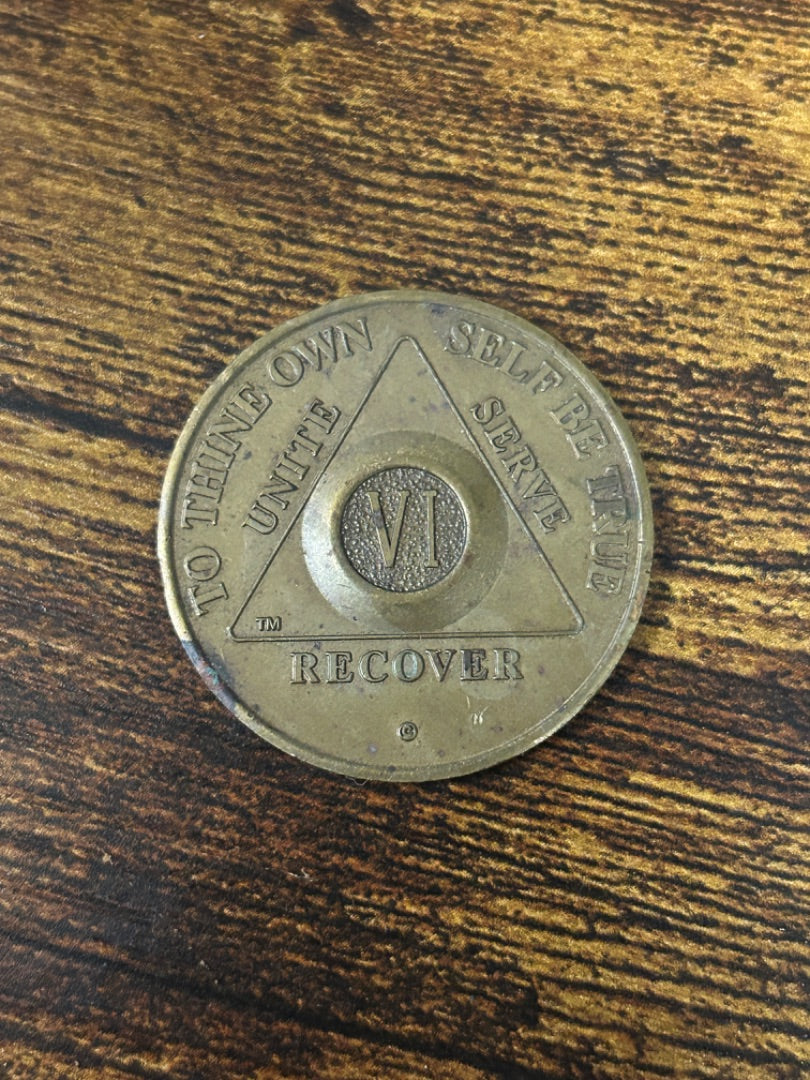 TO THINE OWN SELF BE TRUE
UNITE
SERVE
VI
TM
RECOVER
©